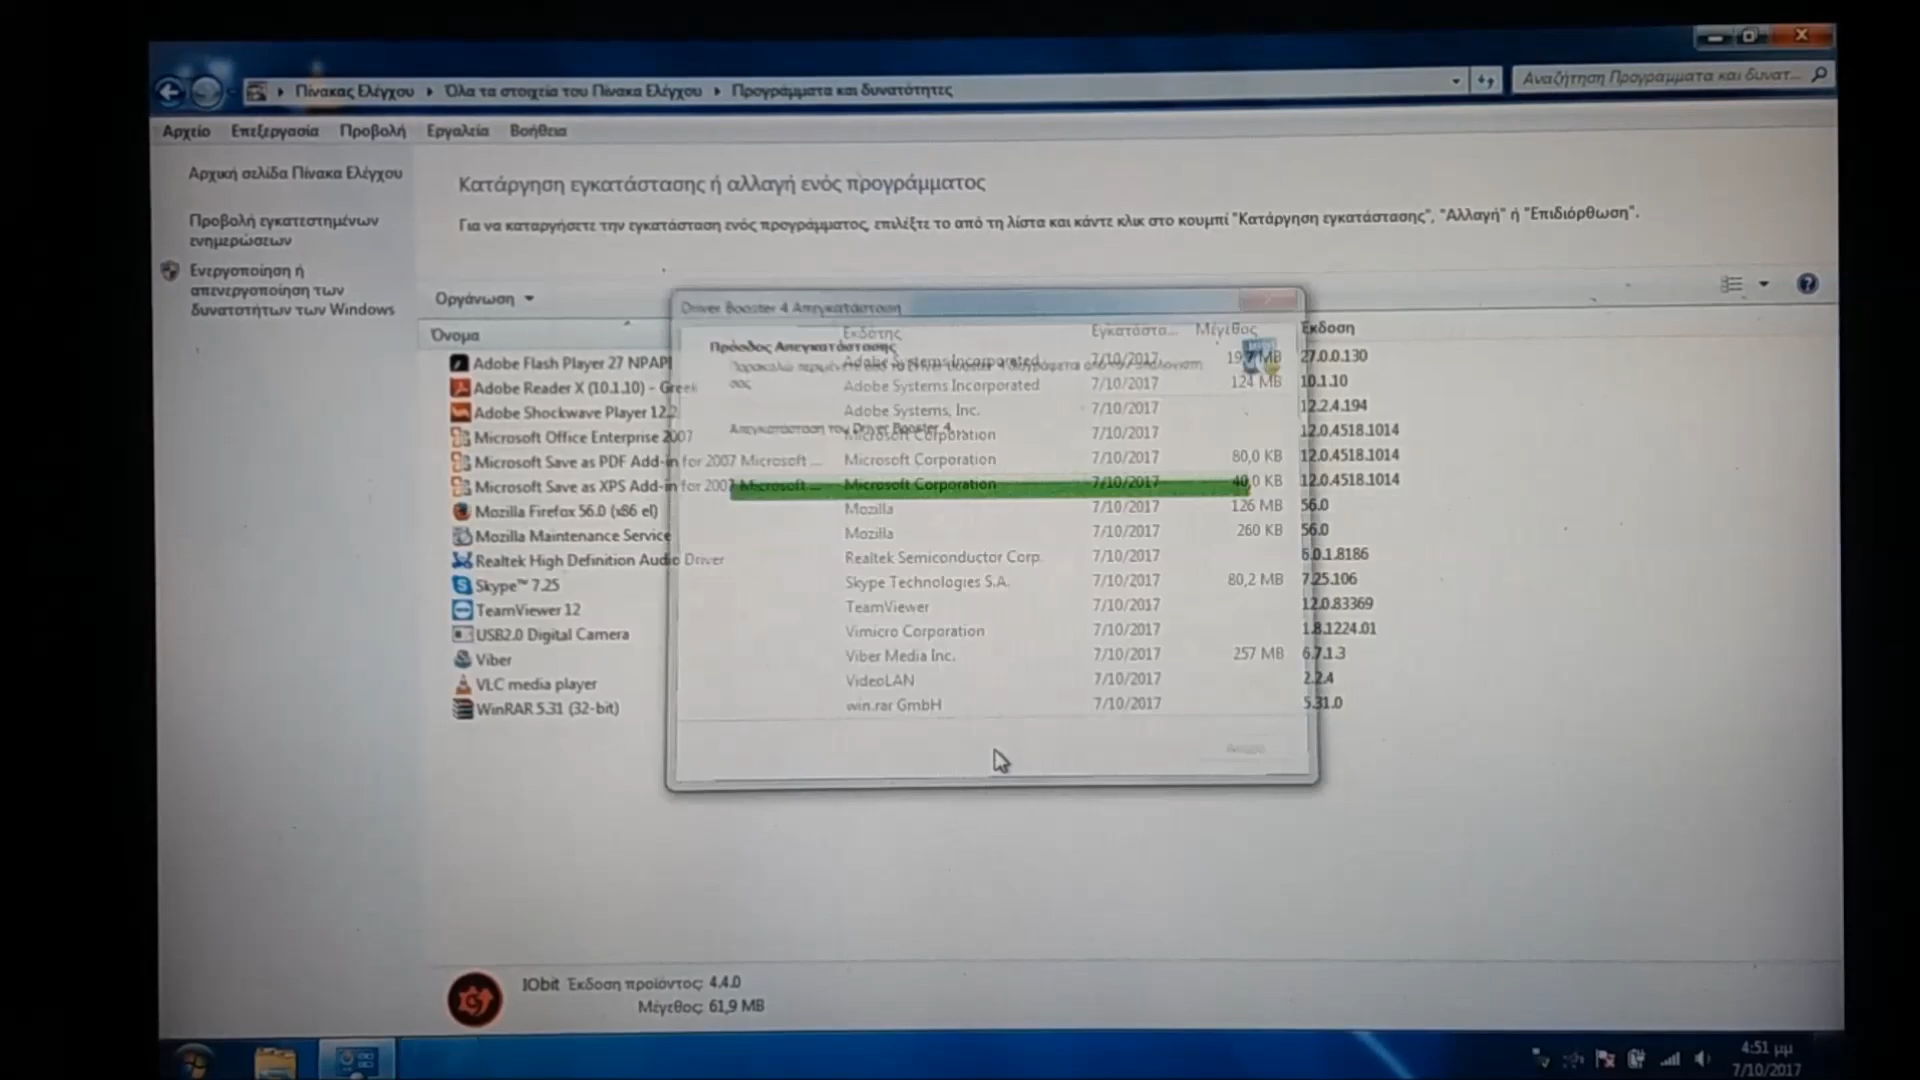 Πίνακας Ελέγχου Όλα τα στοιχεία του Πίνακα Ελέγχου Προγράμματα και δυνατότητες
Αναζήτηση Προγράμματα και δυνατ...
Αρχείο Επεξεργασία Προβολή Εργαλεία Βοήθεια
Αρχική σελίδα Πίνακα Ελέγχου
Προβολή εγκατεστημένων
ενημερώσεων
Ενεργοποίηση ή
απενεργοποίηση των
δυνατοτήτων των Windows
Κατάργηση εγκατάστασης ή αλλαγή ενός προγράμματος
Για να καταργήσετε την εγκατάσταση ενός προγράμματος, επιλέξτε το από τη λίστα και κάντε κλικ στο κουμπί "Κατάργηση εγκατάστασης", "Αλλαγή" ή "Επιδιόρθωση".
Οργάνωση
Driver Booster 4 Απεγκατάσταση
Πρόοδος Απεγκατάστασης
σας
Απεγκατάσταση του Driver Booster 4
Όνομα Εκδότης Εγκατάστα... Μέγεθος Έκδοση
Adobe Flash Player 27 NPAPI Adobe Systems Incorporated 7/10/2017 19,7 MB 27.0.0.130
Adobe Reader X (10.1.10) - Greek Adobe Systems Incorporated 7/10/2017 124 MB 10.1.10
Adobe Shockwave Player 12.2 Adobe Systems, Inc. 7/10/2017 12.2.4.194
Microsoft Office Enterprise 2007 Microsoft Corporation 7/10/2017 12.0.4518.1014
Microsoft Save as PDF Add-in for 2007 Microsoft ... Microsoft Corporation 7/10/2017 80,0 KB 12.0.4518.1014
Microsoft Save as XPS Add-in for 2007 Microsoft ... Microsoft Corporation 7/10/2017 40,0 KB 12.0.4518.1014
Mozilla Firefox 56.0 (x86 el) Mozilla 7/10/2017 126 MB 56.0
Mozilla Maintenance Service Mozilla 7/10/2017 260 KB 56.0
Realtek High Definition Audio Driver Realtek Semiconductor Corp. 7/10/2017 6.0.1.8186
Skype™ 7.25 Skype Technologies S.A. 7/10/2017 80,2 MB 7.25.106
TeamViewer 12 TeamViewer 7/10/2017 12.0.83369
USB2.0 Digital Camera Vimicro Corporation 7/10/2017 1.8.1224.01
Viber Viber Media Inc. 7/10/2017 257 MB 6.7.1.3
VLC media player VideoLAN 7/10/2017 2.2.4
WinRAR 5.31 (32-bit) win.rar GmbH 7/10/2017 5.31.0
IObit Έκδοση προϊόντος: 4.4.0
Μέγεθος: 61,9 MB
4:51 μμ
7/10/2017